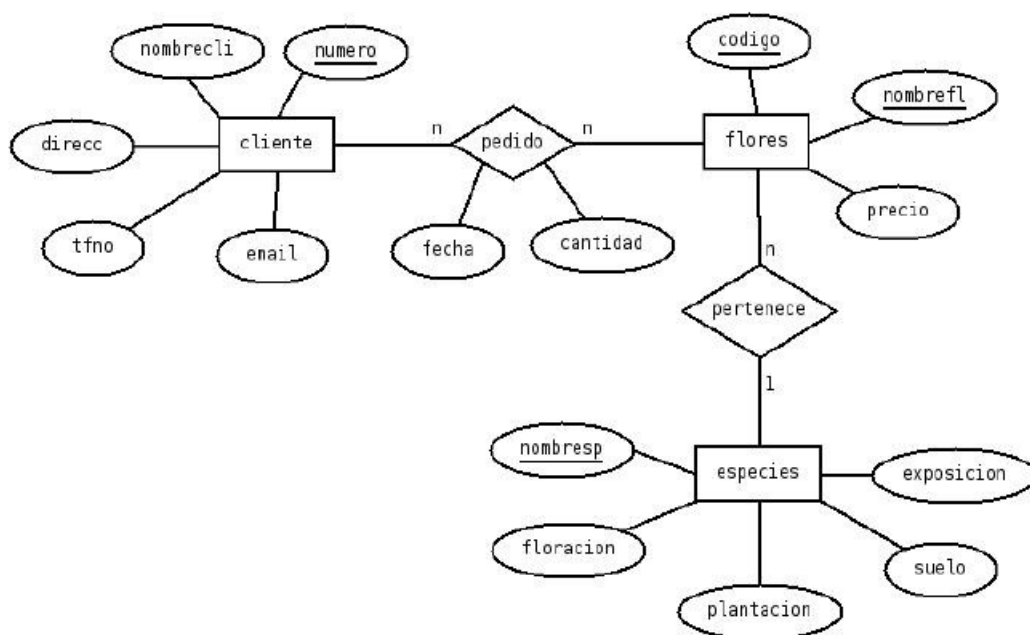 nombrecli
numero
codigo
nombrefl
direcc
cliente
n
pedido
n
flores
precio
tfno
email
fecha
cantidad
n
pertenece
1
nombresp
especies
exposicion
floracion
suelo
plantacion